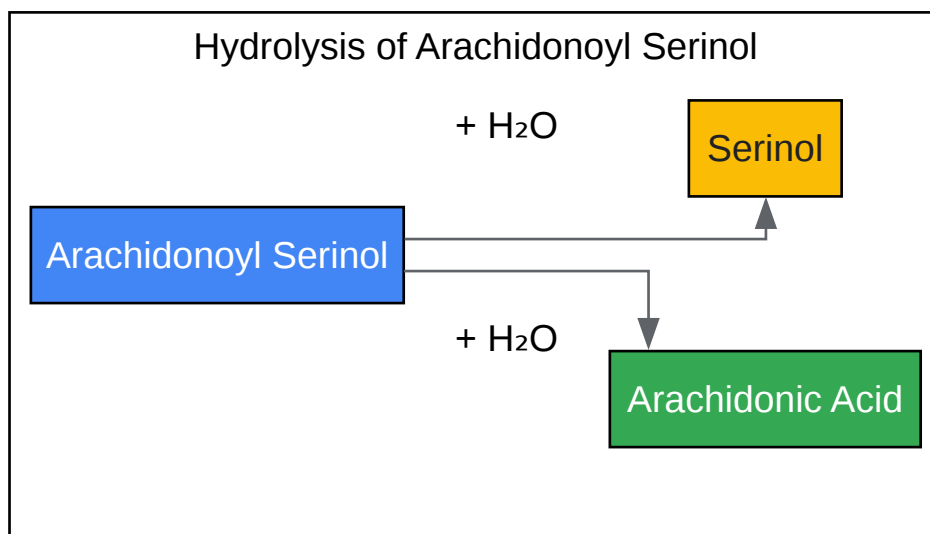 Hydrolysis of Arachidonoyl Serinol
+ H₂O
Serinol
Arachidonoyl Serinol
+ H₂O
Arachidonic Acid